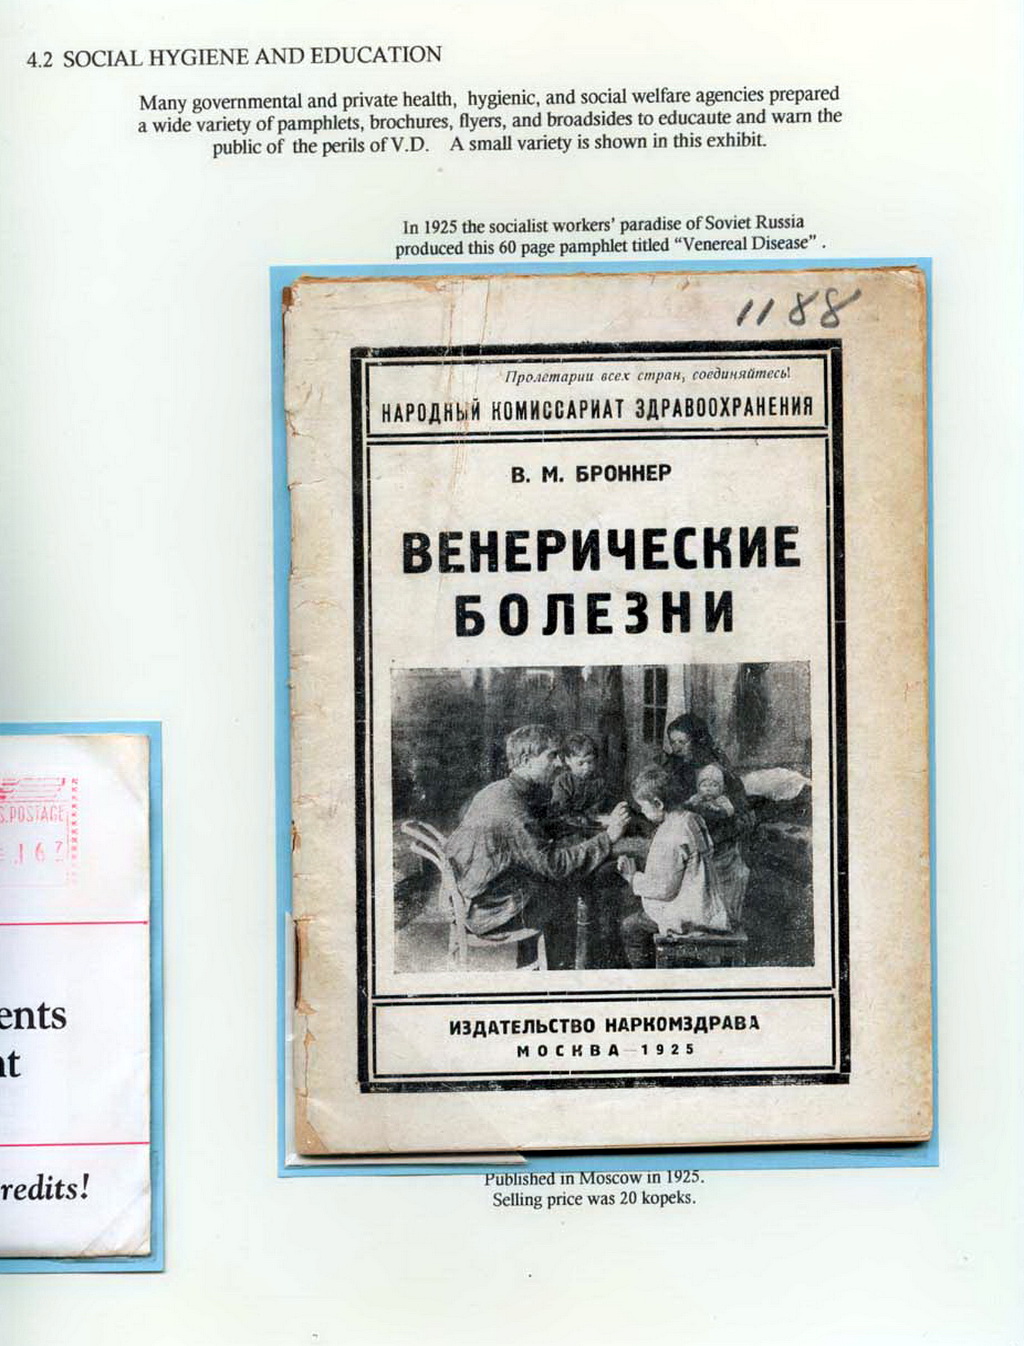 4.2 SOCIAL HYGIENE AND EDUCATION
Many governmental and private health, hygienic, and social welfare agencies prepared
a wide variety of pamphlets, brochures, flyers, and broadsides to educaute and warn the
public of the perils of V.D. A small variety is shown in this exhibit.
In 1925 the socialist workers' paradise of Soviet Russia
produced this 60 page pamphlet titled "Venereal Disease" .
1188
Пролетарии всех стран, соединяйтесь!
НАРОДНЫЙ КОМИССАРИАТ ЗДРАВООХРАНЕНИЯ
В. М. БРОННЕР
ВЕНЕРИЧЕСКИЕ
БОЛЕЗНИ
ИЗДАТЕЛЬСТВО НАРКОМЗДРАВА
МОСКВА—1925
Published in Moscow in 1925.
Selling price was 20 kopeks.
S.POSTAGE
.167
ents
nt
redits!